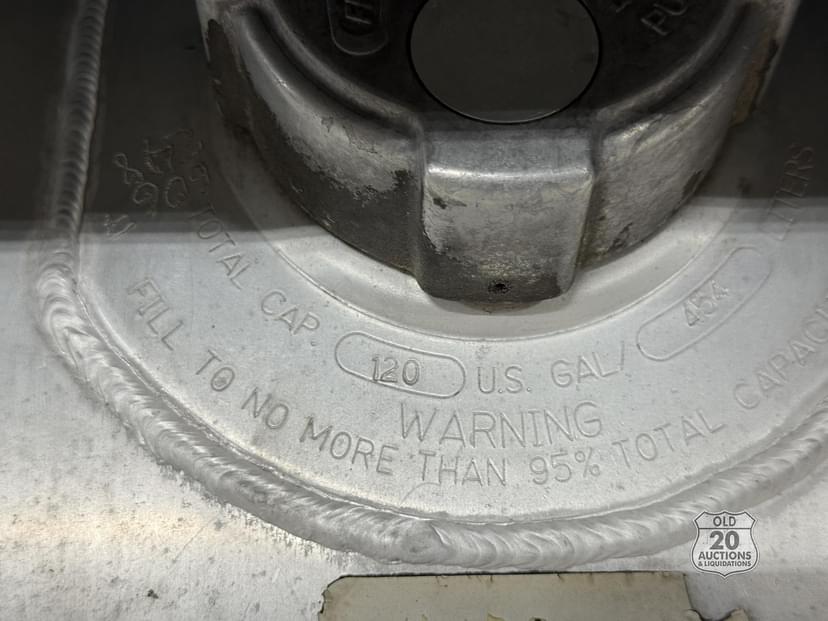 TOTAL CAP 120 U.S. GAL/ 454 LITERS
WARNING
FILL TO NO MORE THAN 95% TOTAL CAPACI
OLD
20
AUCTIONS
& LIQUIDATIONS